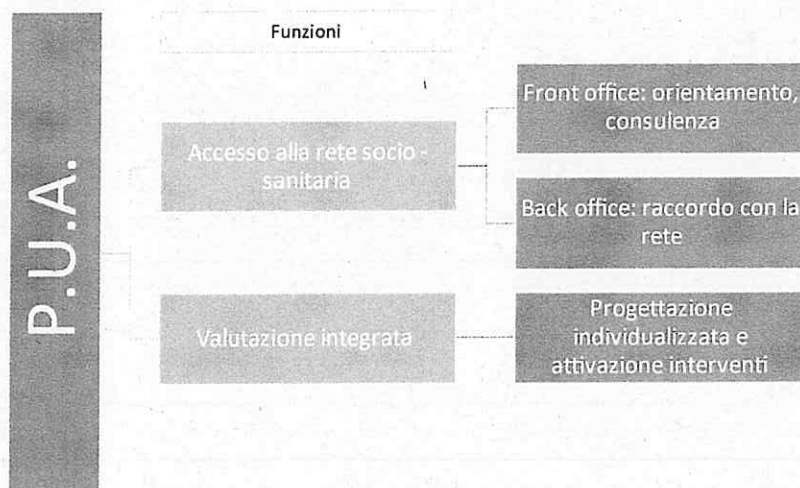 Funzioni
P.U.A.
Accesso alla rete socio -
sanitaria
Front office: orientamento,
consulenza
Back office: raccordo con la
rete
Valutazione integrata
Progettazione
individualizzata e
attivazione interventi